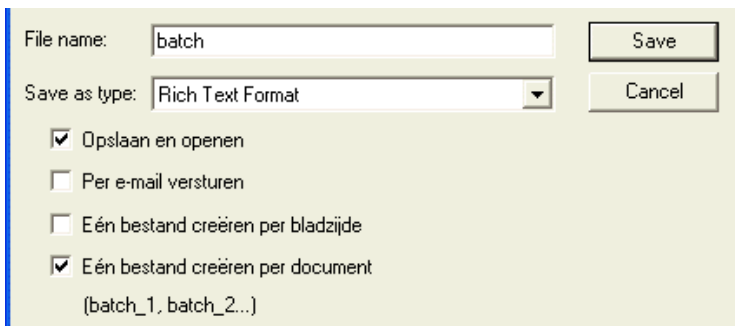 File name: batch Save
Save as type: Rich Text Format Cancel
Opslaan en openen
Per e-mail versturen
Eén bestand creëren per bladzijde
Eén bestand creëren per document
(batch_1, batch_2...)